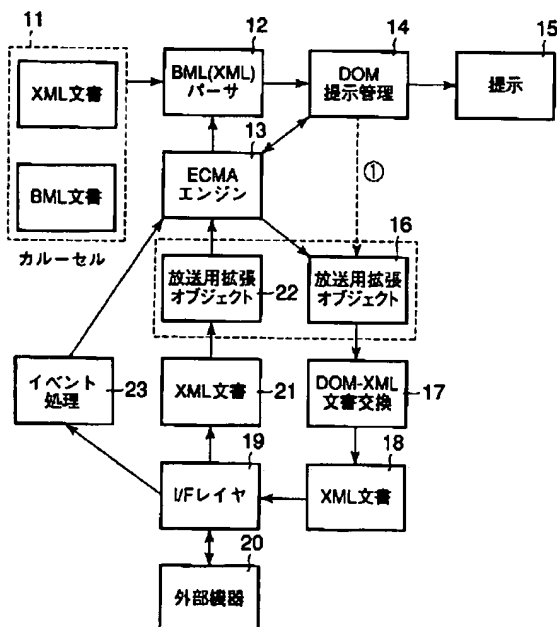 11
XML文書
BML文書
カルーセル
12
BML(XML)
パーサ
14
DOM
提示管理
15
提示
13
ECMA
エンジン
①
16
放送用拡張
オブジェクト
22
放送用拡張
オブジェクト
イベント
処理
23
XML文書
21
DOM-XML
文書交換
17
19
I/Fレイヤ
18
XML文書
20
外部機器